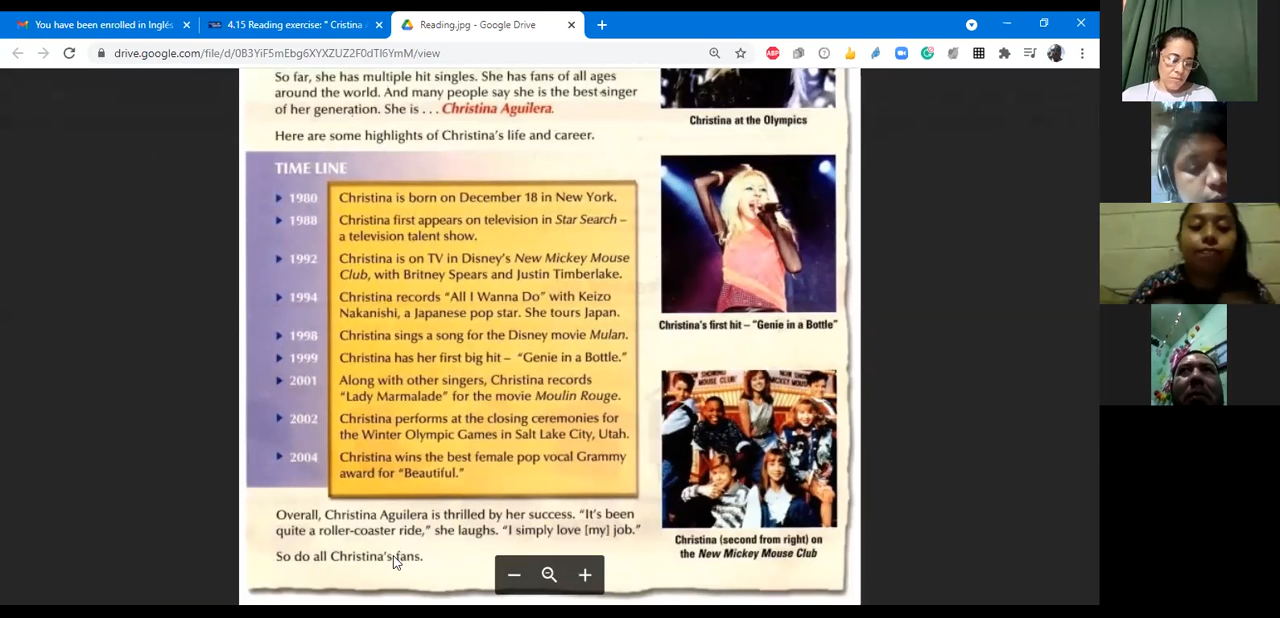 You have been enrolled in Inglés
4.15 Reading exercise: " Cristina
Reading.jpg - Google Drive
drive.google.com/file/d/0B3YiF5mEbg6XYXZUZ2F0dTI6YmM/view
So far, she has multiple hit singles. She has fans of all ages
around the world. And many people say she is the best singer
of her generation. She is . . . Christina Aguilera.
Here are some highlights of Christina's life and career.
TIME LINE
1980 Christina is born on December 18 in New York.
1988 Christina first appears on television in Star Search –
a television talent show.
1992 Christina is on TV in Disney's New Mickey Mouse
Club, with Britney Spears and Justin Timberlake.
1994 Christina records "All I Wanna Do" with Keizo
Nakanishi, a Japanese pop star. She tours Japan.
1998 Christina sings a song for the Disney movie Mulan.
1999 Christina has her first big hit – "Genie in a Bottle."
2001 Along with other singers, Christina records
"Lady Marmalade" for the movie Moulin Rouge.
2002 Christina performs at the closing ceremonies for
the Winter Olympic Games in Salt Lake City, Utah.
2004 Christina wins the best female pop vocal Grammy
award for "Beautiful."
Overall, Christina Aguilera is thrilled by her success. "It's been
quite a roller-coaster ride," she laughs. "I simply love [my] job."
So do all Christina's fans.
Christina at the Olympics
Christina's first hit – "Genie in a Bottle"
MOUSE CLUB
Christina (second from right) on
the New Mickey Mouse Club
ABP